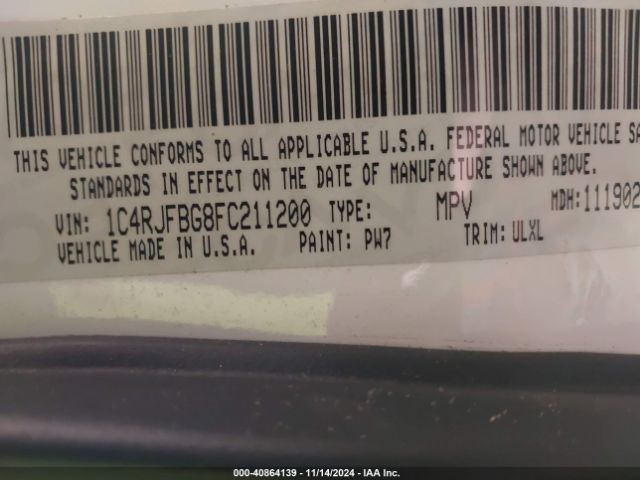 THIS VEHICLE CONFORMS TO ALL APPLICABLE U.S.A. FEDERAL MOTOR VEHICLE SA
STANDARDS IN EFFECT ON THE DATE OF MANUFACTURE SHOWN ABOVE.
VIN: 1C4RJFBG8FC211200 TYPE: MPV MDH:111902
VEHICLE MADE IN U.S.A. PAINT: PW7 TRIM: ULXL
000-40864139 - 11/14/2024 - IAA Inc.